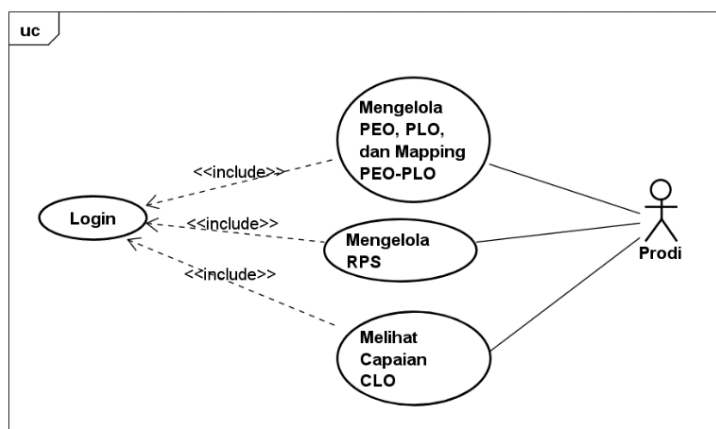 uc
Mengelola
PEO, PLO,
dan Mapping
PEO-PLO
<<include>>
Login
<<include>>
Mengelola
RPS
Prodi
<<include>>
Melihat
Capaian
CLO